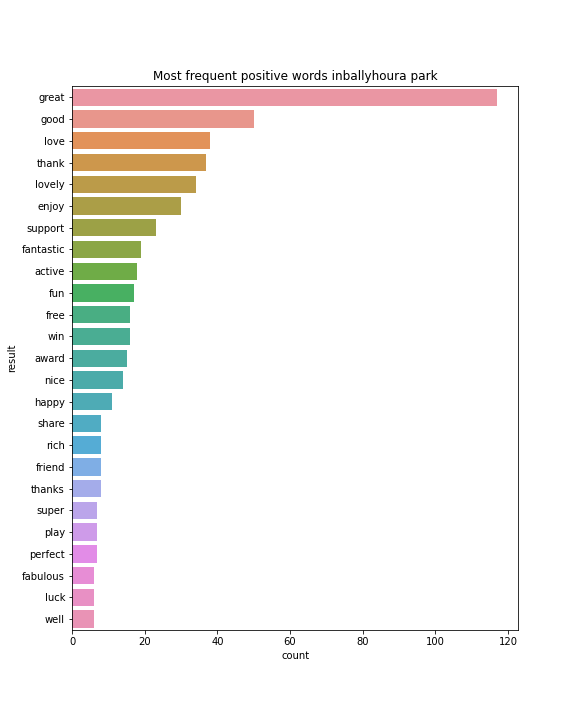 Most frequent positive words inballyhoura park
great
good
love
thank
lovely
enjoy
support
fantastic
active
fun
free
win
award
nice
happy
share
rich
friend
thanks
super
play
perfect
fabulous
luck
well
result
0 20 40 60 80 100 120
count